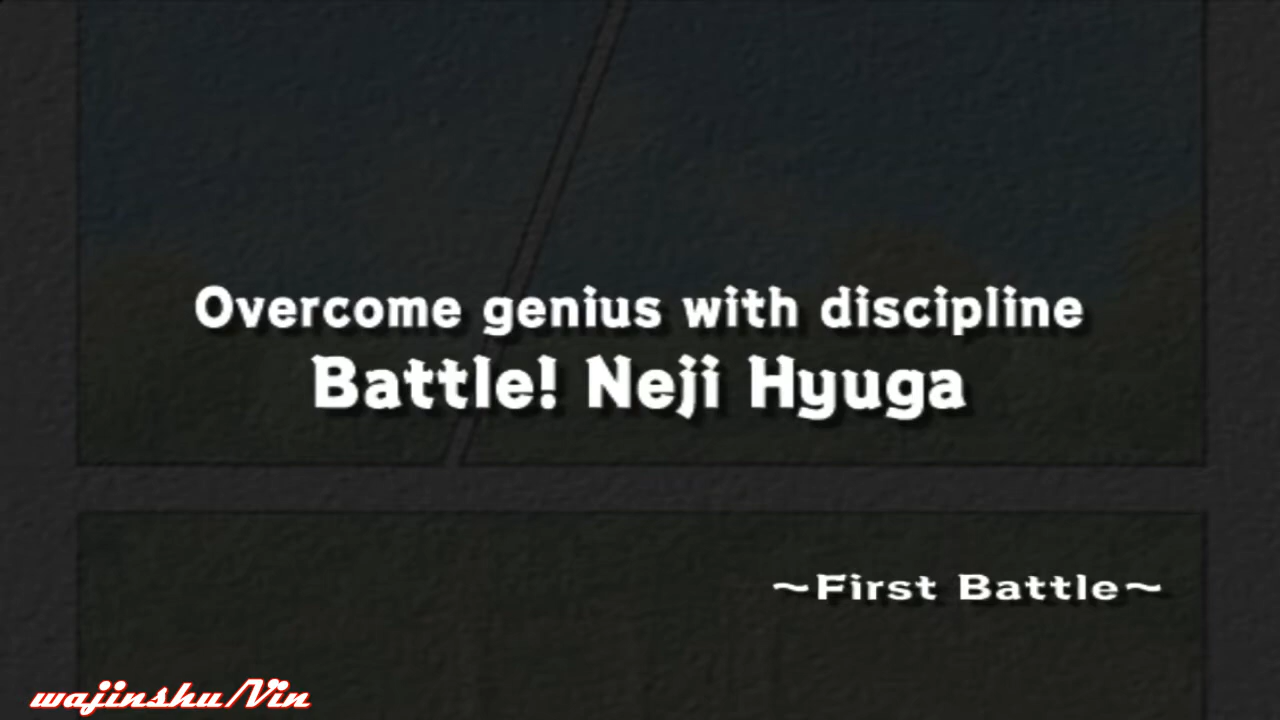 Overcome genius with discipline
Battle! Neji Hyuga
~First Battle~
wajinshu/Vin